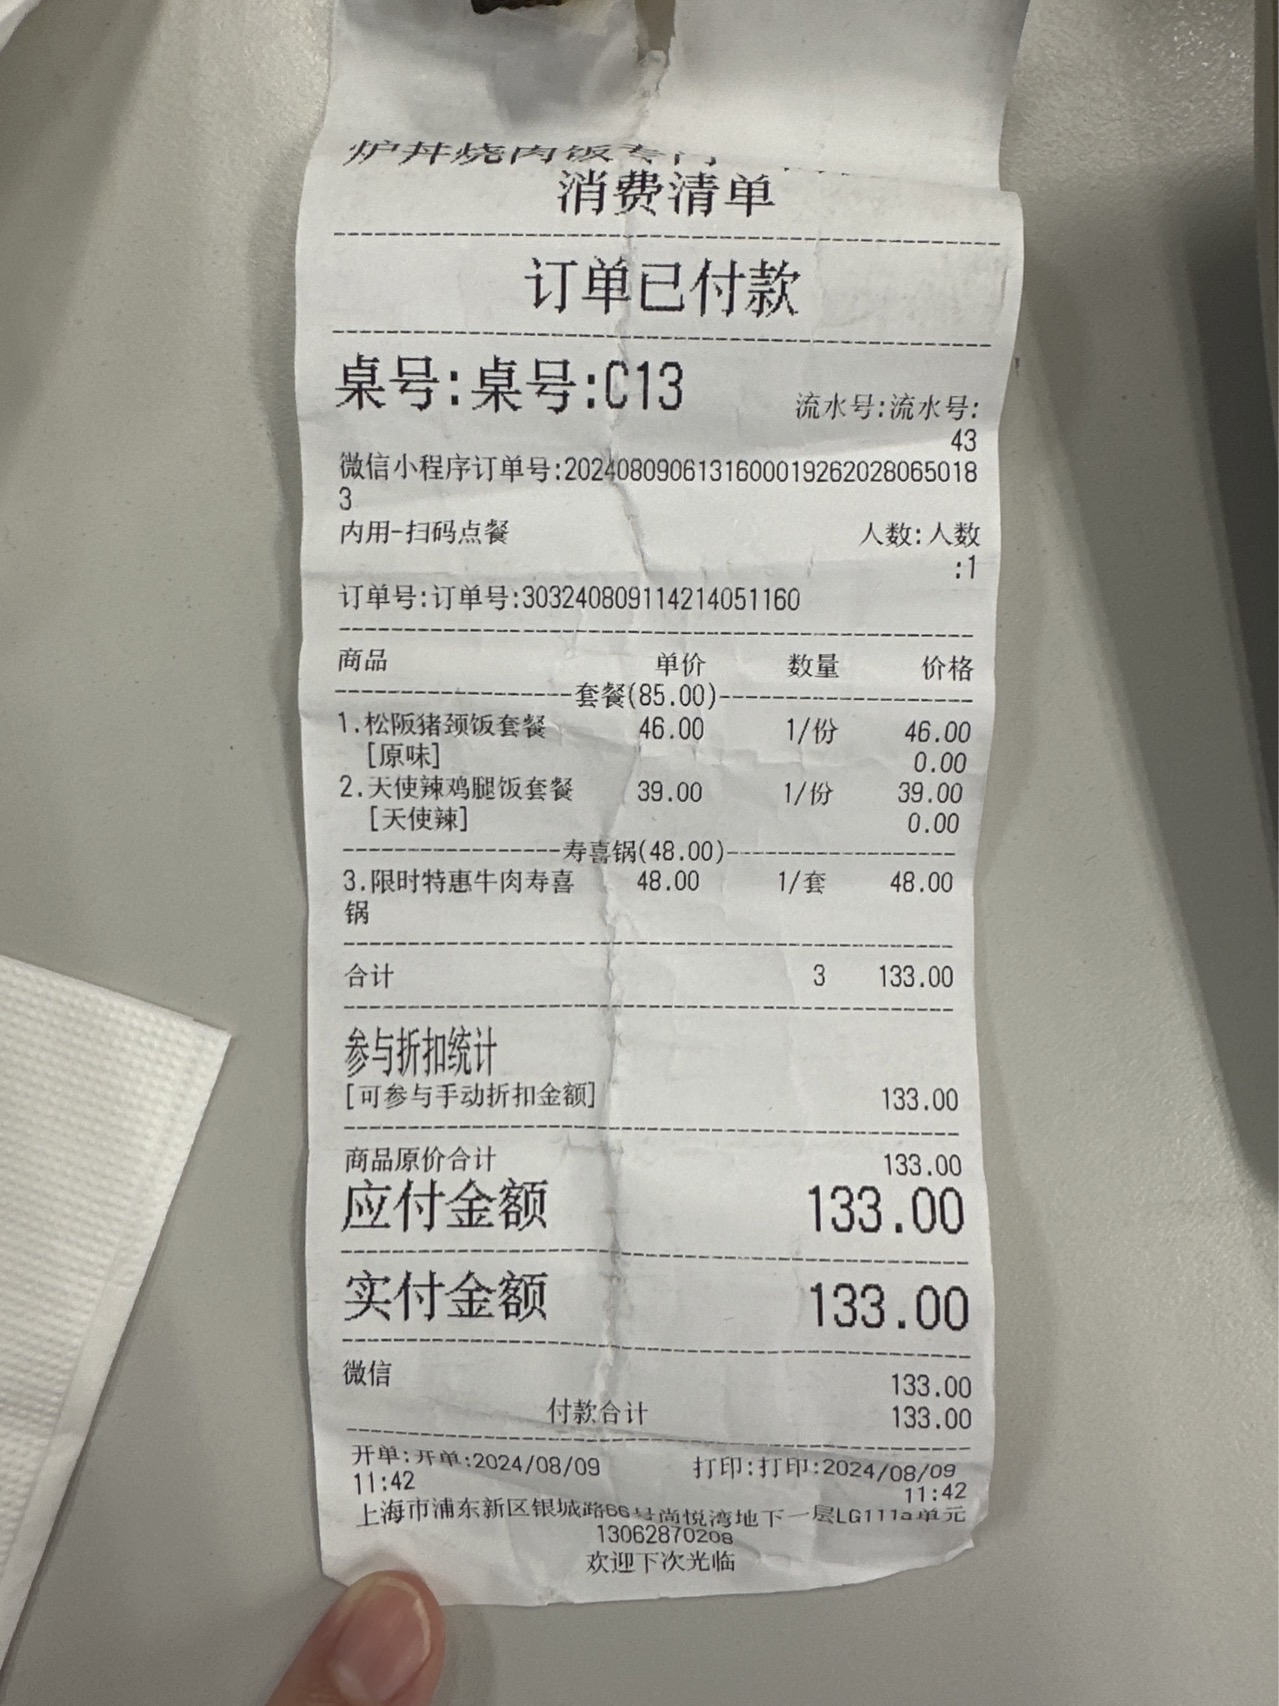 炉丼烧肉饭专门
消费清单
订单已付款
桌号:桌号:C13
流水号:流水号:
43
微信小程序订单号:2024080906131600019262028065018
3
内用-扫码点餐 人数:人数
:1
订单号:订单号:303240809114214051160
商品 单价 数量 价格
套餐(85.00)
1.松阪猪颈饭套餐 46.00 1/份 46.00
[原味] 0.00
2.天使辣鸡腿饭套餐 39.00 1/份 39.00
[天使辣] 0.00
寿喜锅(48.00)
3.限时特惠牛肉寿喜 48.00 1/套 48.00
锅
合计 3 133.00
参与折扣统计
[可参与手动折扣金额] 133.00
商品原价合计 133.00
应付金额 133.00
实付金额 133.00
微信 133.00
付款合计 133.00
开单:开单:2024/08/09 打印:打印:2024/08/09
11:42 11:42
上海市浦东新区银城路66号尚悦湾地下一层LG111a单元
13062870208
欢迎下次光临